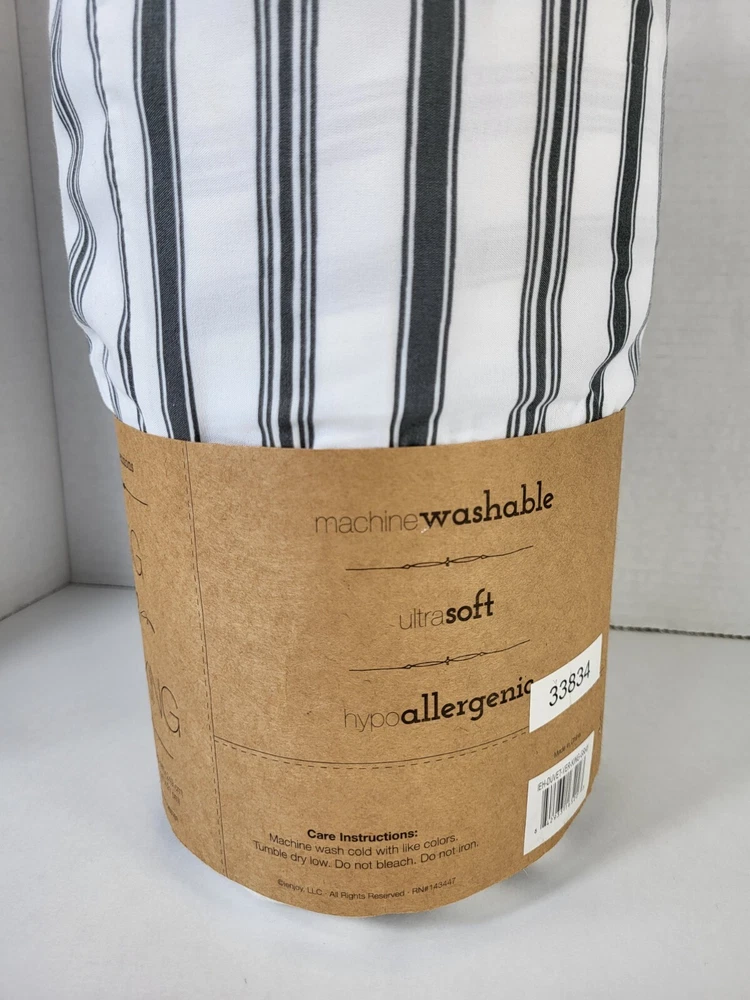 machinewashable
ultrasoft
hypoallergenic
33834
Care Instructions:
Machine wash cold with like colors.
Tumble dry low. Do not bleach. Do not iron.
©ienjoy, LLC. All Rights Reserved - RN#143447